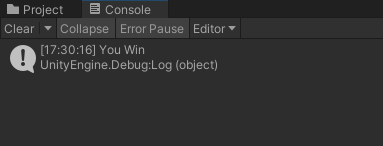 Project Console
Clear Collapse Error Pause Editor
[17:30:16] You Win
UnityEngine.Debug:Log (object)